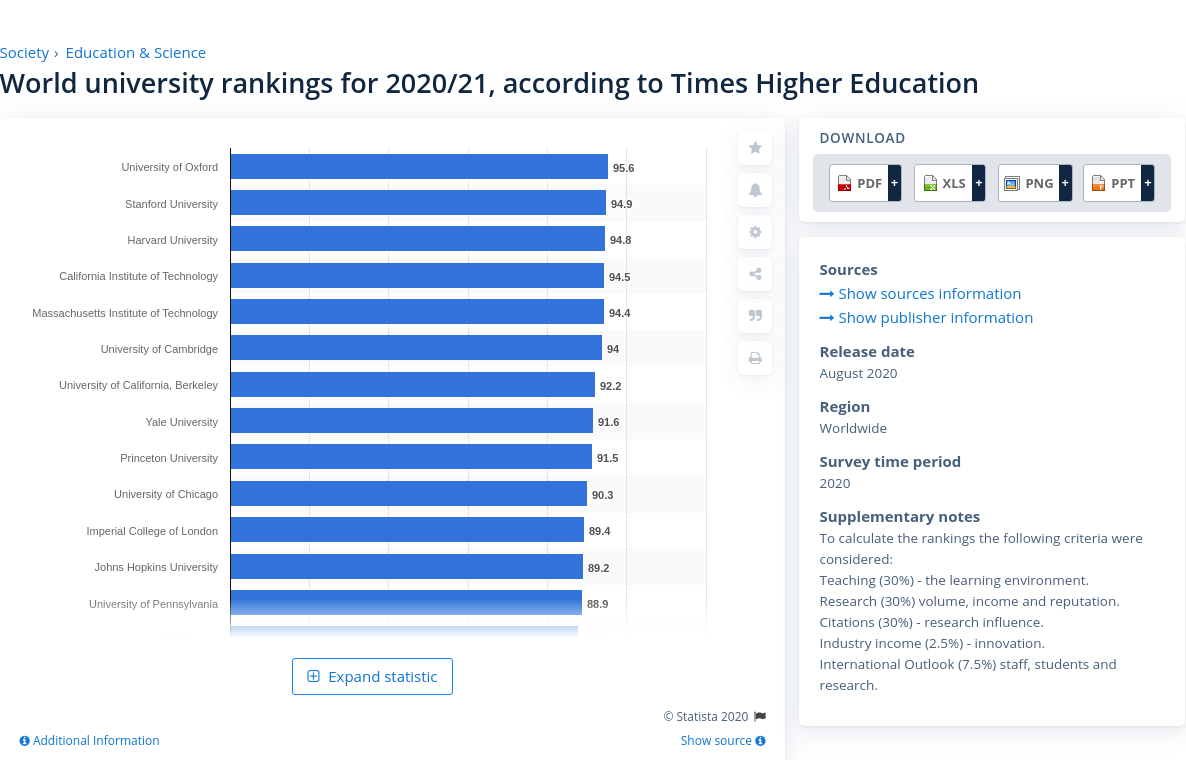 Society › Education & Science
World university rankings for 2020/21, according to Times Higher Education
University of Oxford 95.6
Stanford University 94.9
Harvard University 94.8
California Institute of Technology 94.5
Massachusetts Institute of Technology 94.4
University of Cambridge 94
University of California, Berkeley 92.2
Yale University 91.6
Princeton University 91.5
University of Chicago 90.3
Imperial College of London 89.4
Johns Hopkins University 89.2
University of Pennsylvania 88.9
Expand statistic
© Statista 2020
Additional Information
Show source
DOWNLOAD
PDF + XLS + PNG + PPT +
Sources
Show sources information
Show publisher information
Release date
August 2020
Region
Worldwide
Survey time period
2020
Supplementary notes
To calculate the rankings the following criteria were
considered:
Teaching (30%) - the learning environment.
Research (30%) volume, income and reputation.
Citations (30%) - research influence.
Industry income (2.5%) - innovation.
International Outlook (7.5%) staff, students and
research.